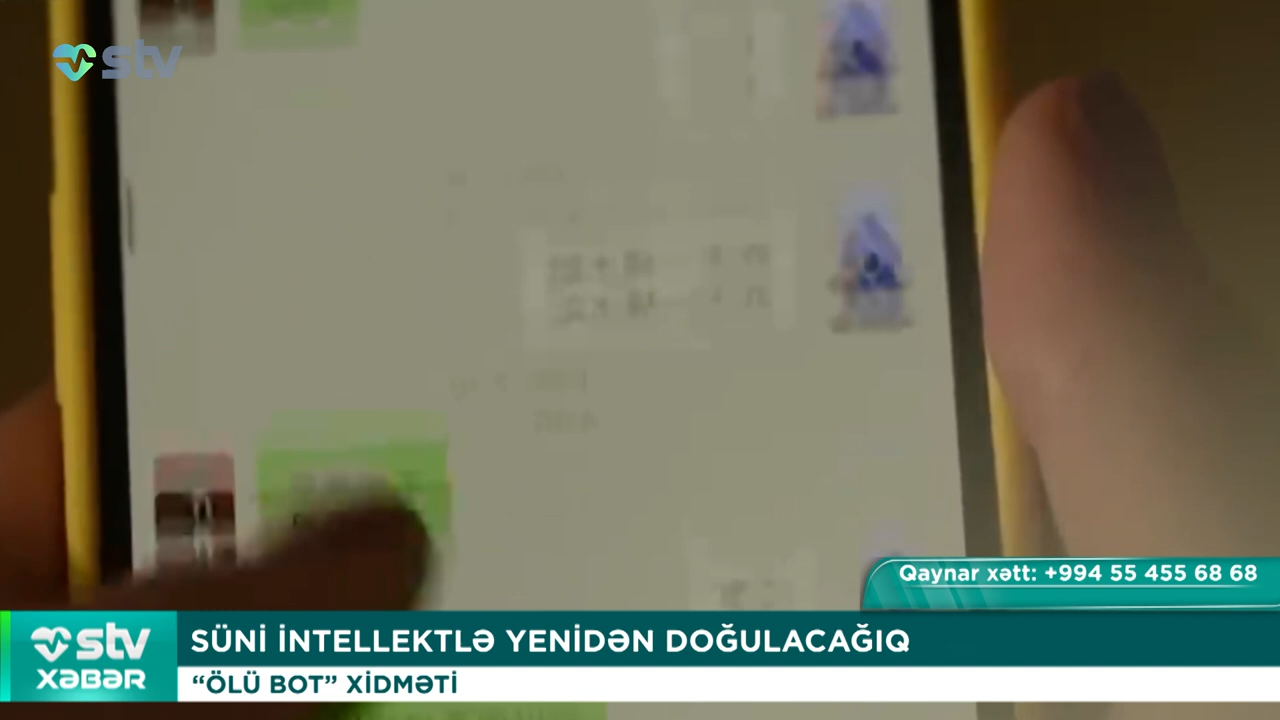 stv
Qaynar xətt: +994 55 455 68 68
stv
XƏBƏR
SÜNİ İNTELLEKTLƏ YENİDƏN DOĞULACAĞIQ
“ÖLÜ BOT” XİDMƏTİ